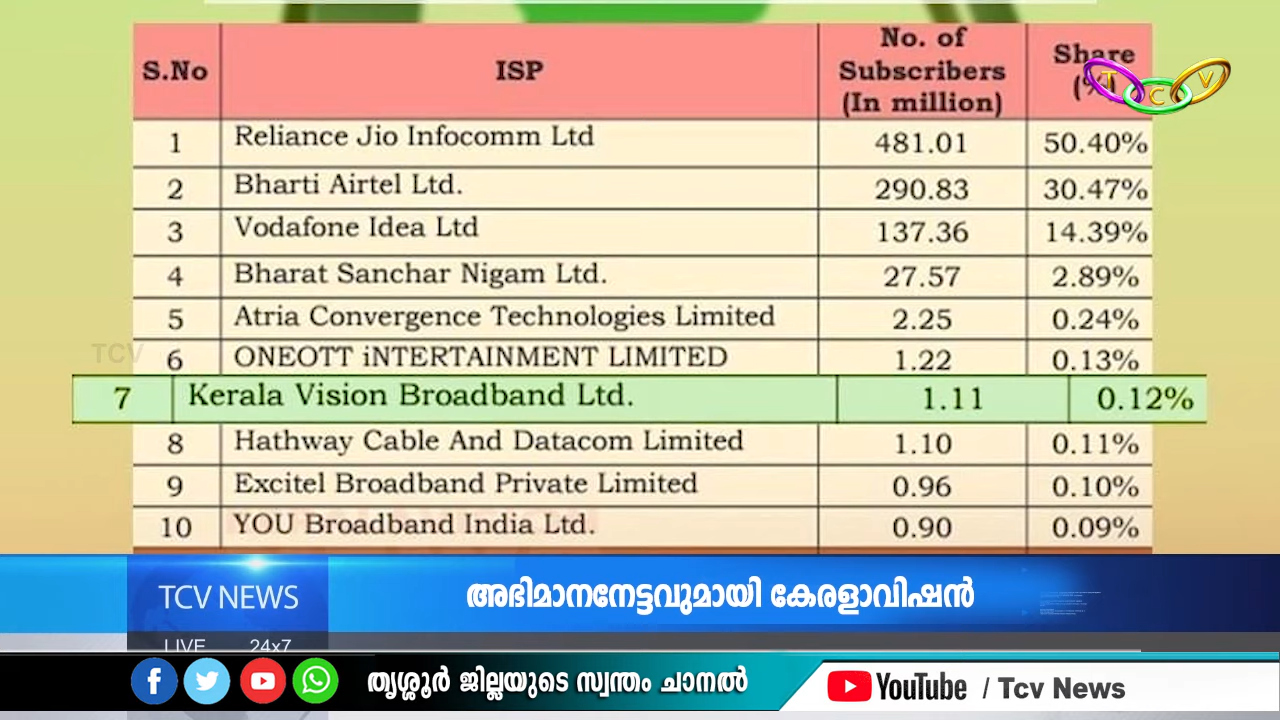 S.No ISP No. of Subscribers (In million) Share (%)
1 Reliance Jio Infocomm Ltd 481.01 50.40%
2 Bharti Airtel Ltd. 290.83 30.47%
3 Vodafone Idea Ltd 137.36 14.39%
4 Bharat Sanchar Nigam Ltd. 27.57 2.89%
5 Atria Convergence Technologies Limited 2.25 0.24%
6 ONEOTT iNTERTAINMENT LIMITED 1.22 0.13%
7 Kerala Vision Broadband Ltd. 1.11 0.12%
8 Hathway Cable And Datacom Limited 1.10 0.11%
9 Excitel Broadband Private Limited 0.96 0.10%
10 YOU Broadband India Ltd. 0.90 0.09%
TCV
TCV
TCV NEWS
അഭിമാനനേട്ടവുമായി കേരളാവിഷൻ
LIVE 24x7
തൃശ്ശൂർ ജില്ലയുടെ സ്വന്തം ചാനൽ
YouTube / Tcv News